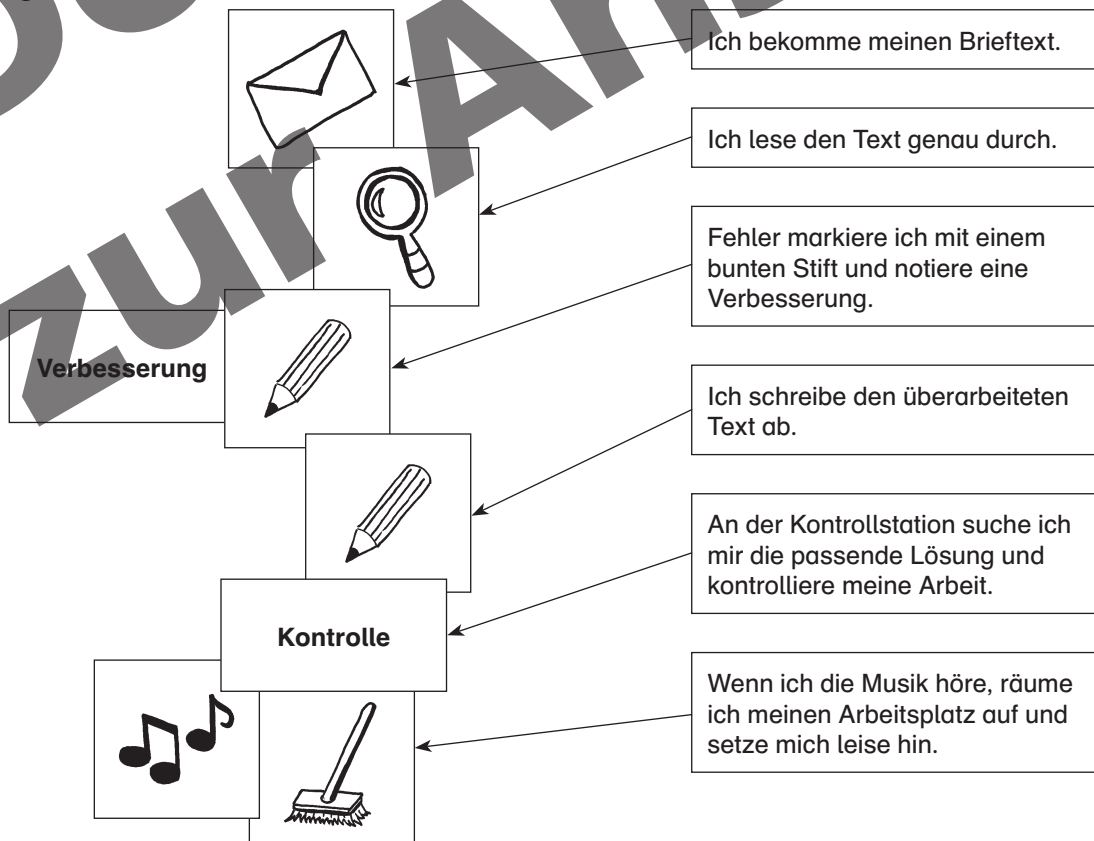 zur An
Ich bekomme meinen Brieftext.
Ich lese den Text genau durch.
Fehler markiere ich mit einem
bunten Stift und notiere eine
Verbesserung.
Verbesserung
Ich schreibe den überarbeiteten
Text ab.
An der Kontrollstation suche ich
mir die passende Lösung und
kontrolliere meine Arbeit.
Kontrolle
Wenn ich die Musik höre, räume
ich meinen Arbeitsplatz auf und
setze mich leise hin.